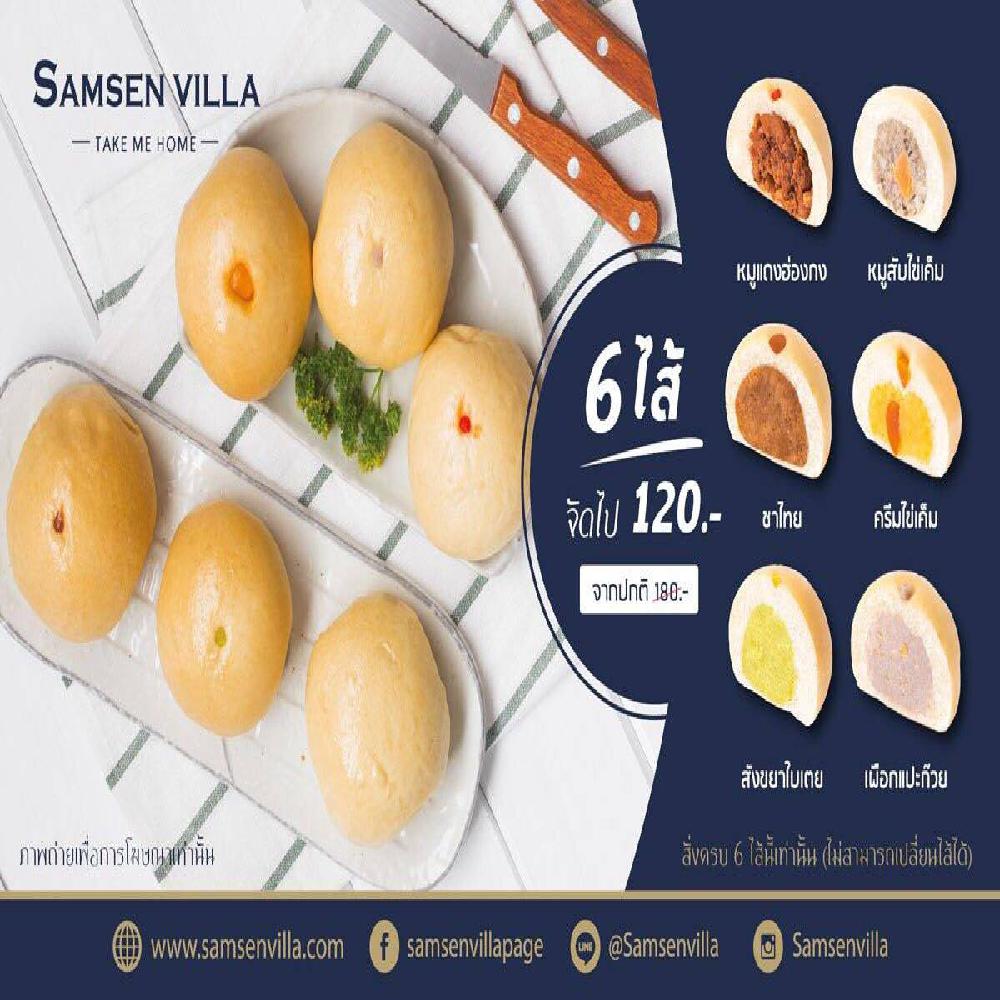 SAMSEN VILLA
TAKE ME HOME
หมูแดงฮ่องกง
หมูสับไข่เค็ม
6 ไส้
จัดไป 120.-
จากปกติ 180.-
ชาไทย
ครีมไข่เค็ม
สังขยาใบเตย
เผือกแปะก๊วย
ภาพถ่ายเพื่อการโฆษณาเท่านั้น
สั่งครบ 6 ไส้นี้เท่านั้น (ไม่สามารถเปลี่ยนไส้ได้)
www.samsenvilla.com
samsenvillapage
LINE
@Samsenvilla
Samsenvilla